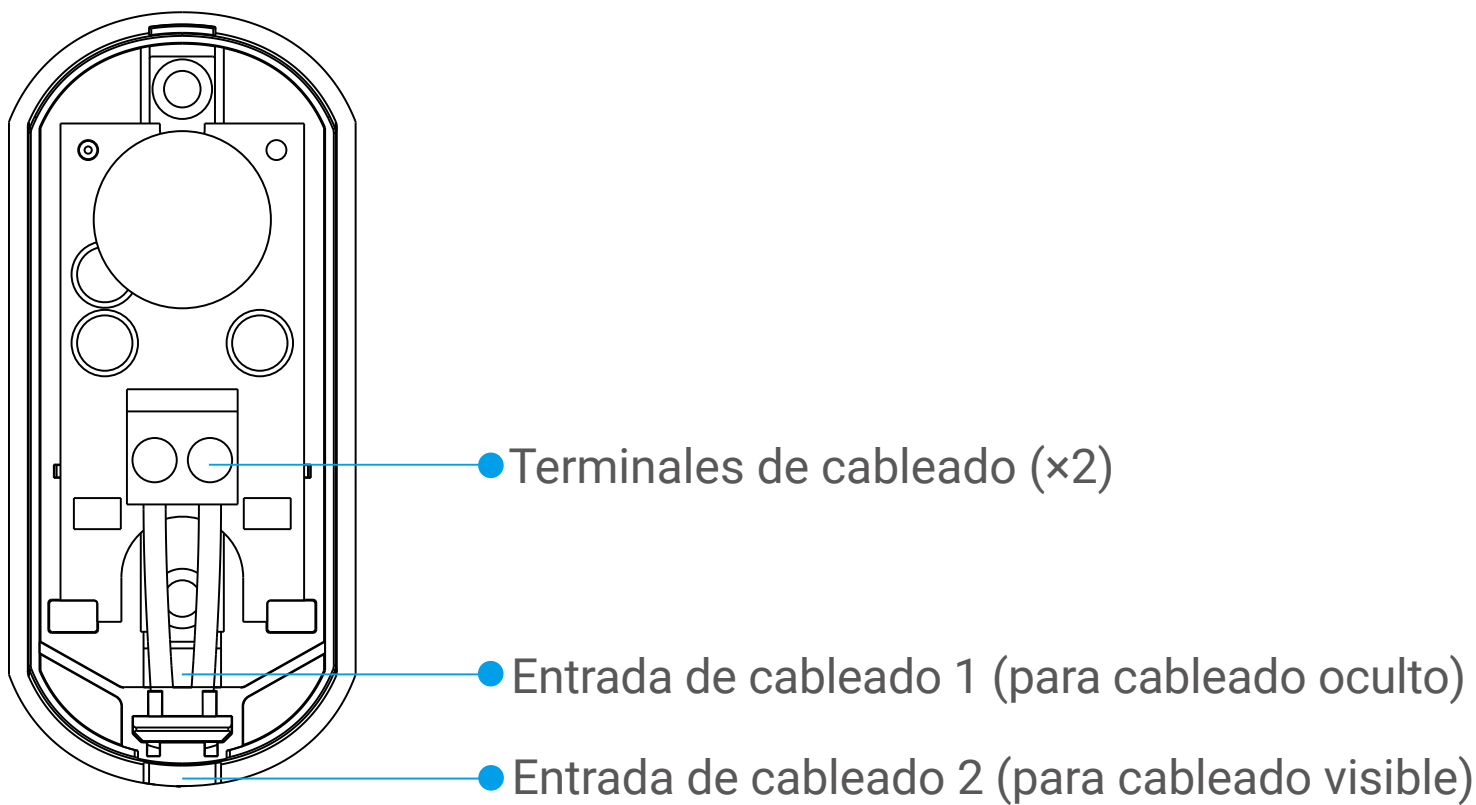 Terminales de cableado (×2)
Entrada de cableado 1 (para cableado oculto)
Entrada de cableado 2 (para cableado visible)